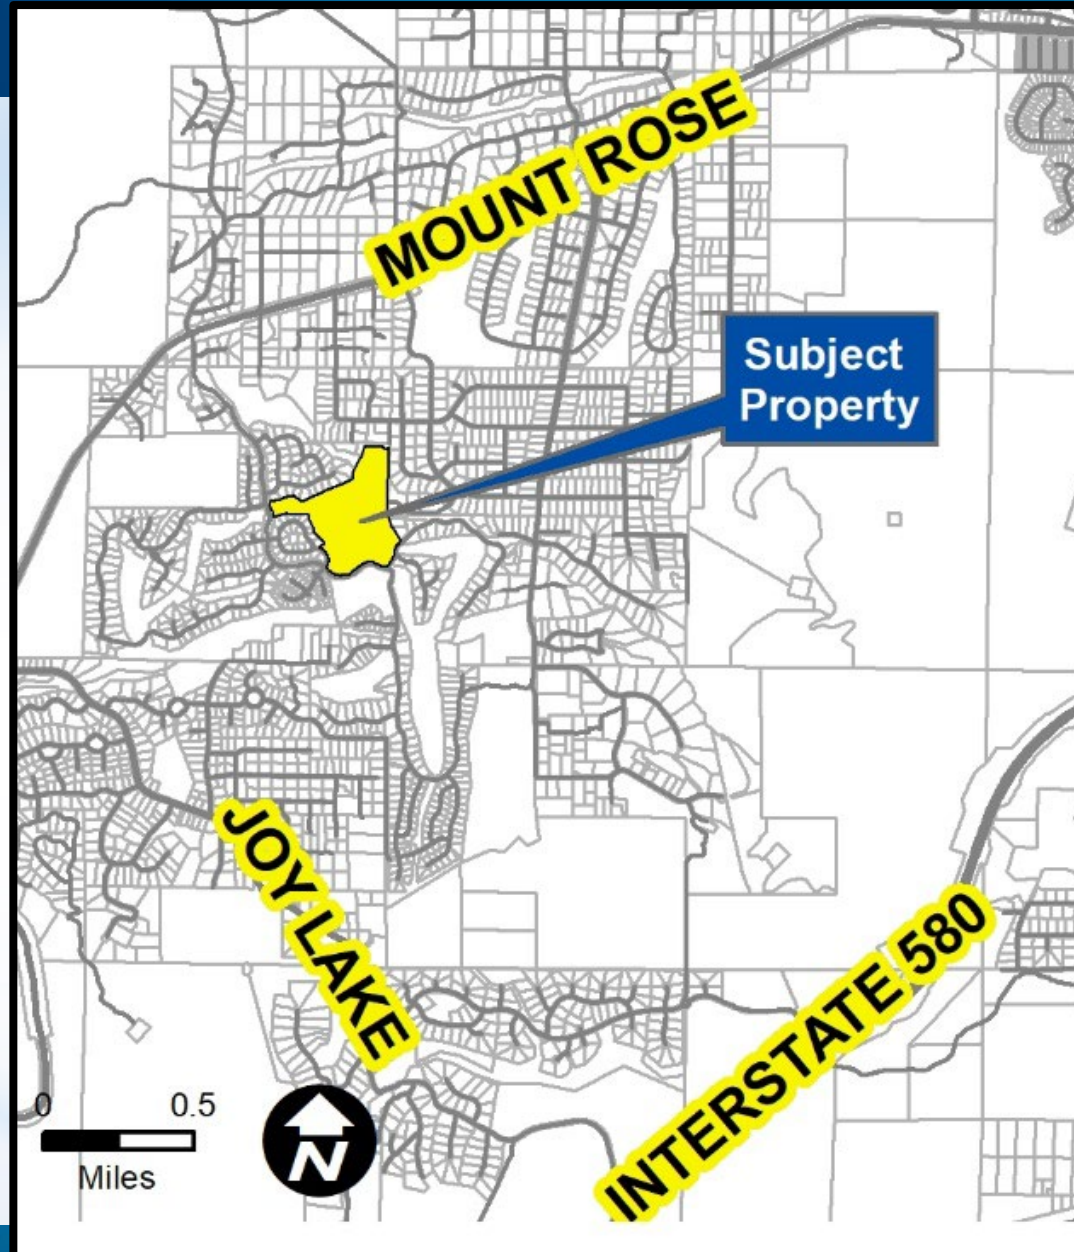 MOUNT ROSE
Subject
Property
JOY LAKE
INTERSTATE 580
0 0.5
Miles
N